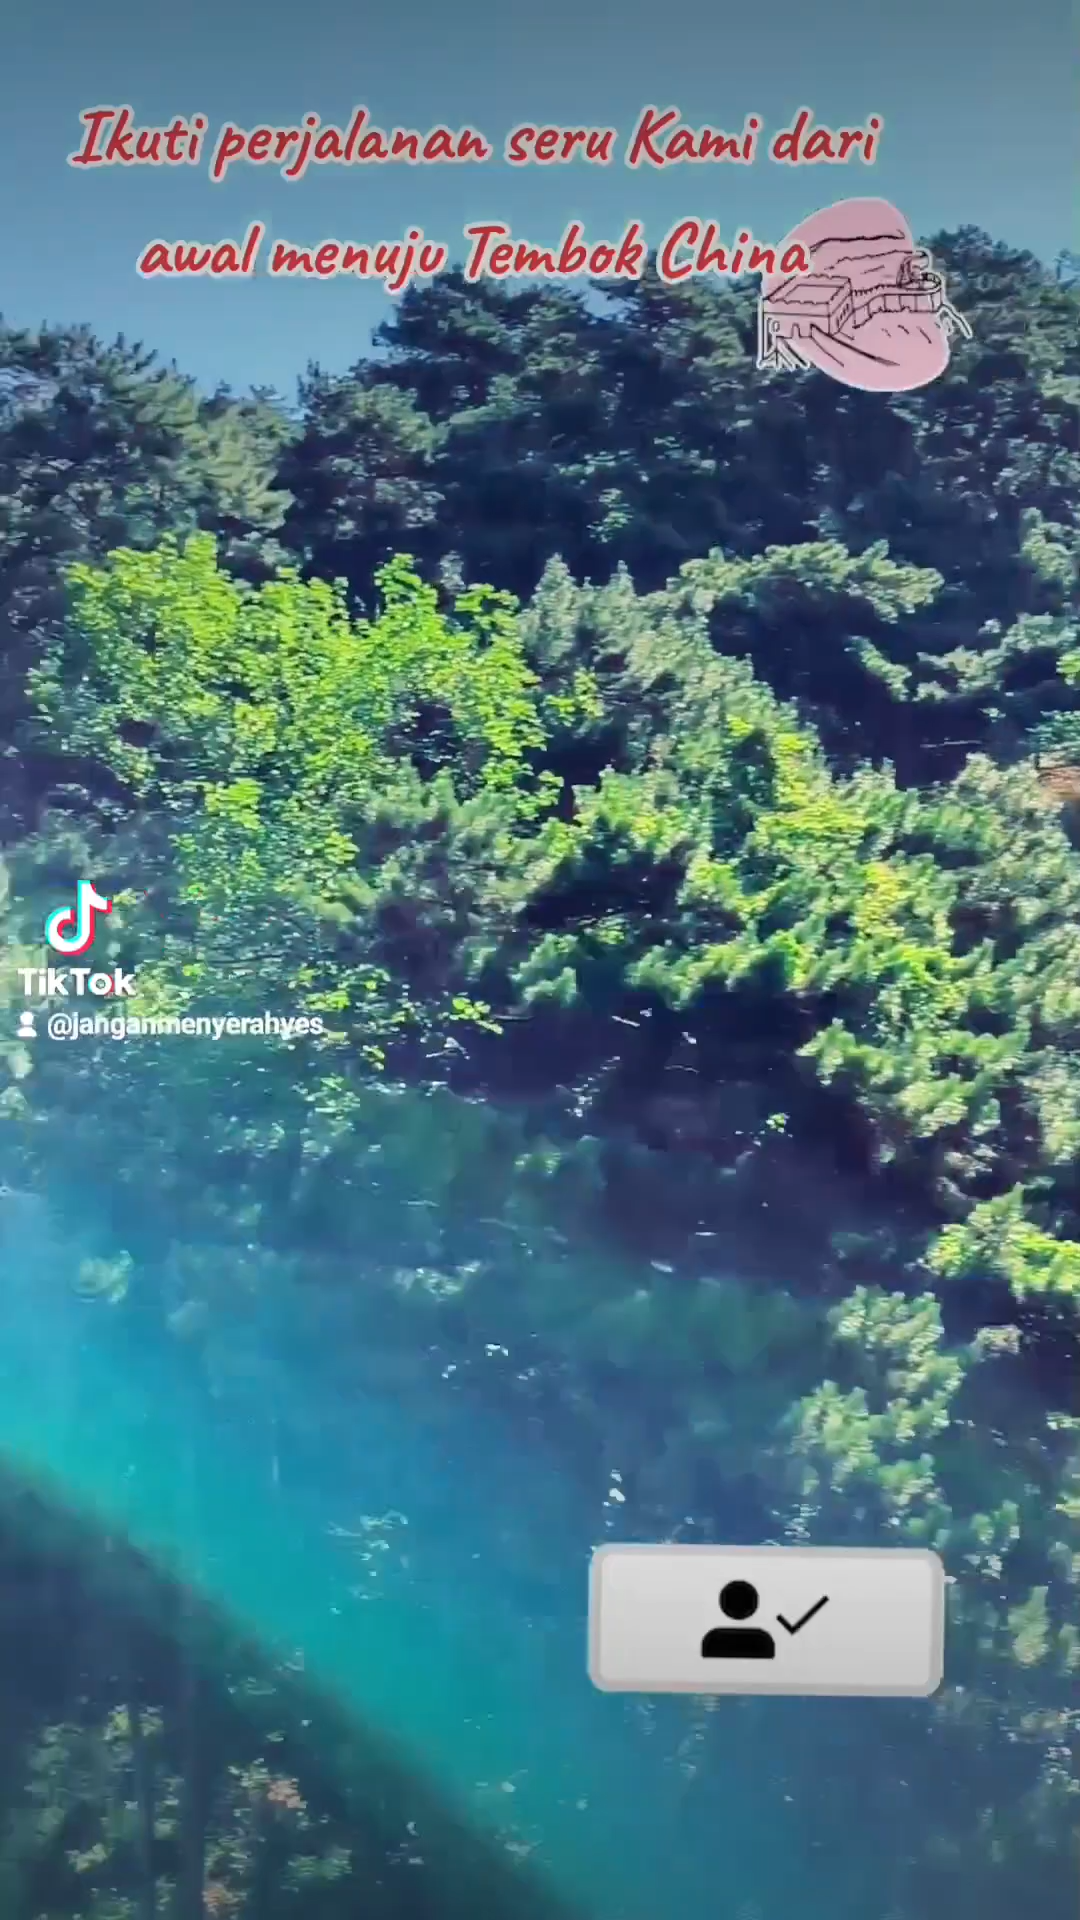 Ikuti perjalanan seru Kami dari
awal menuju Tembok China
TikTok
@janganmenyerahyes